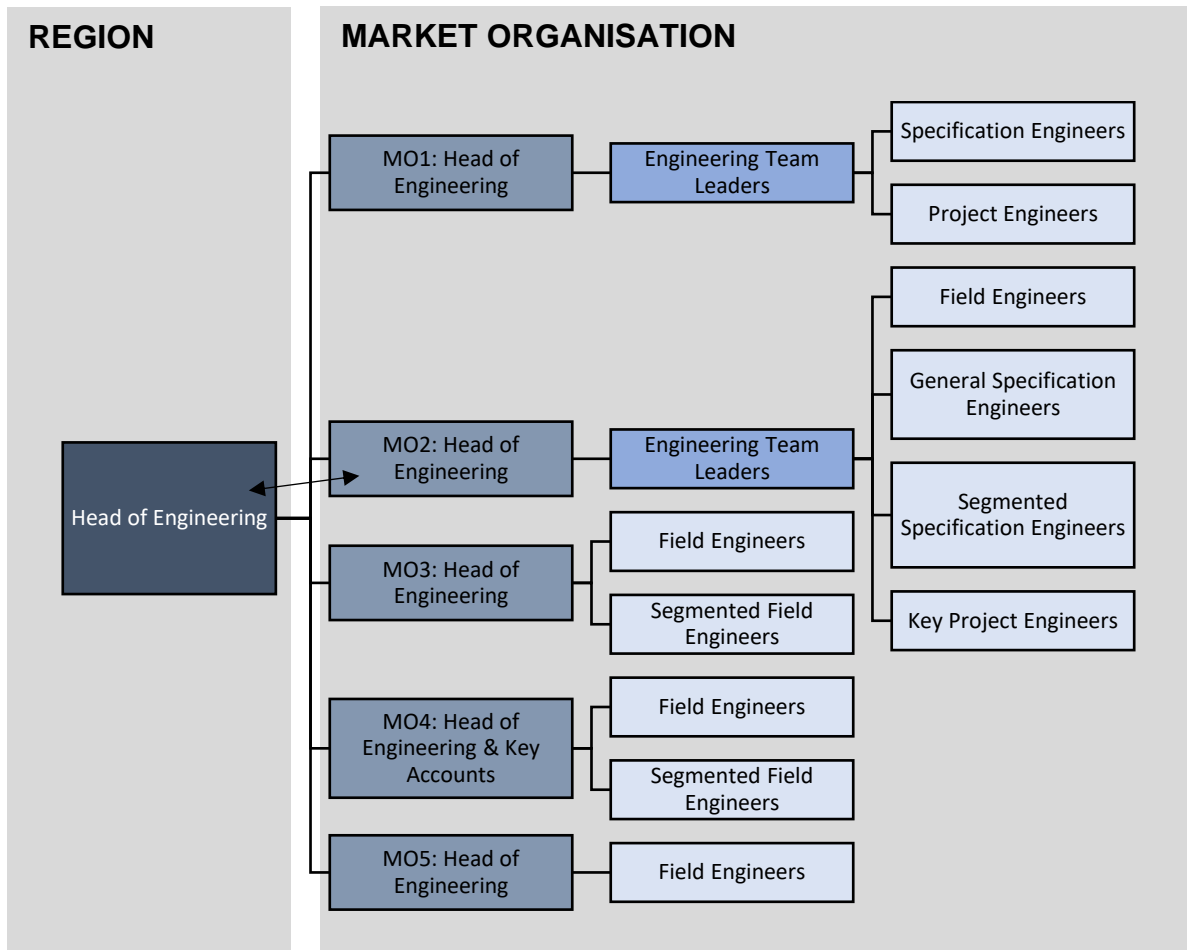 REGION
MARKET ORGANISATION
Specification Engineers
MO1: Head of
Engineering
Engineering Team
Leaders
Project Engineers
Field Engineers
General Specification
Engineers
MO2: Head of
Engineering
Engineering Team
Leaders
Head of Engineering
Segmented
Specification Engineers
Field Engineers
MO3: Head of
Engineering
Segmented Field
Engineers
Key Project Engineers
Field Engineers
MO4: Head of
Engineering & Key
Accounts
Segmented Field
Engineers
MO5: Head of
Engineering
Field Engineers